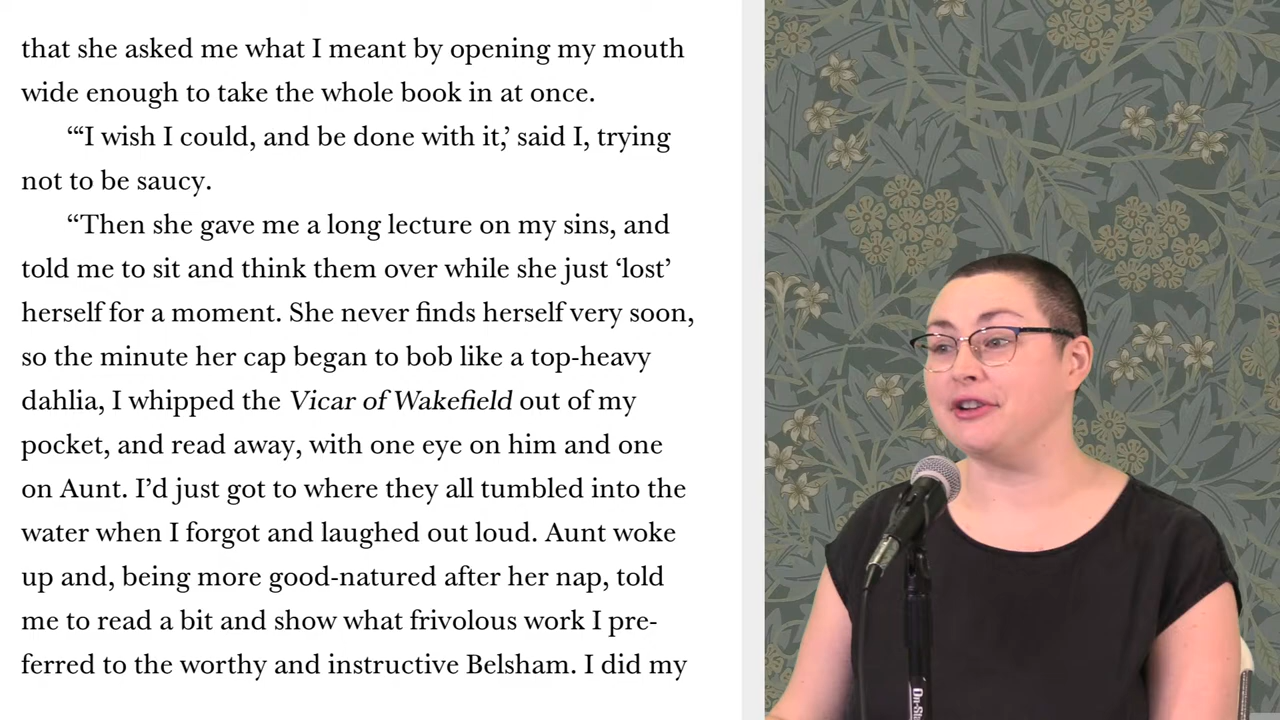 that she asked me what I meant by opening my mouth
wide enough to take the whole book in at once.
“‘I wish I could, and be done with it,’ said I, trying
not to be saucy.
“Then she gave me a long lecture on my sins, and
told me to sit and think them over while she just ‘lost’
herself for a moment. She never finds herself very soon,
so the minute her cap began to bob like a top-heavy
dahlia, I whipped the Vicar of Wakefield out of my
pocket, and read away, with one eye on him and one
on Aunt. I’d just got to where they all tumbled into the
water when I forgot and laughed out loud. Aunt woke
up and, being more good-natured after her nap, told
me to read a bit and show what frivolous work I pre-
ferred to the worthy and instructive Belsham. I did my